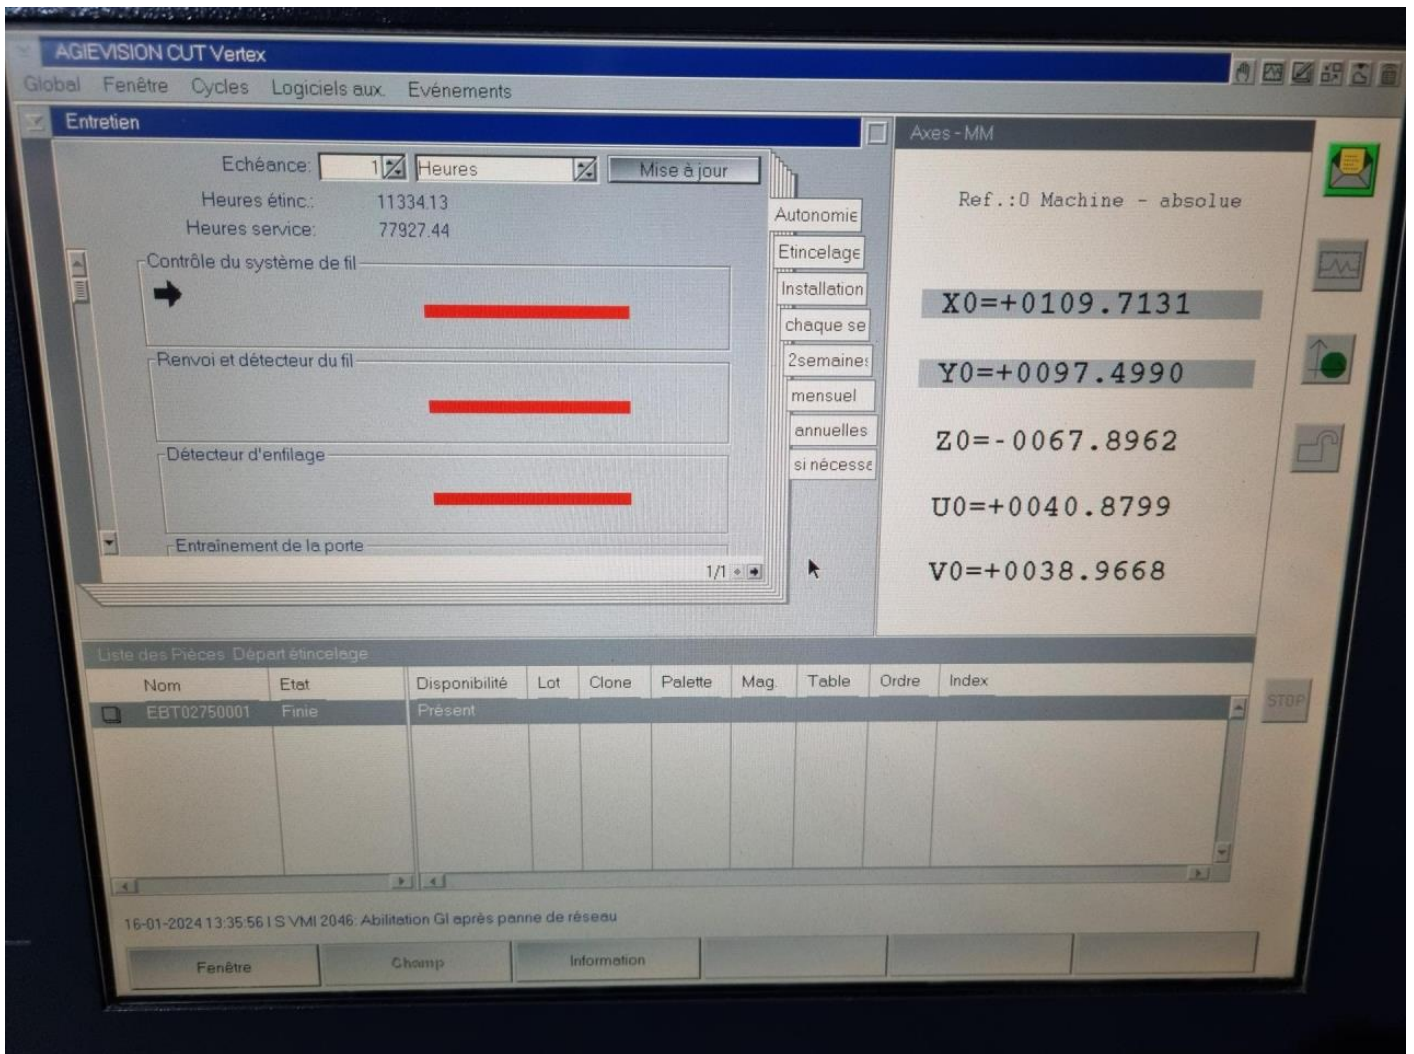 AGIEVISION CUT Vertex
Global Fenêtre Cycles Logiciels aux. Evénements
Entretien
Echéance: 1 Heures Mise à jour
Heures étinc.: 11334.13
Heures service: 77927.44
Contrôle du système de fil
Renvoi et détecteur du fil
Détecteur d'enfilage
Entraînement de la porte
1/1
Autonomie
Etincelage
Installation
chaque se
2semaines
mensuel
annuelles
si nécessa
Axes - MM
Ref.:0 Machine - absolue
X0=+0109.7131
Y0=+0097.4990
Z0=-0067.8962
U0=+0040.8799
V0=+0038.9668
Liste des Pièces Départ étincelage
Nom Etat Disponibilité Lot Clone Palette Mag. Table Ordre Index
EBT02750001 Finie Présent
STOP
16-01-2024 13:35:56 I S VMI 2046: Abilitation GI après panne de réseau
Fenêtre Champ Information